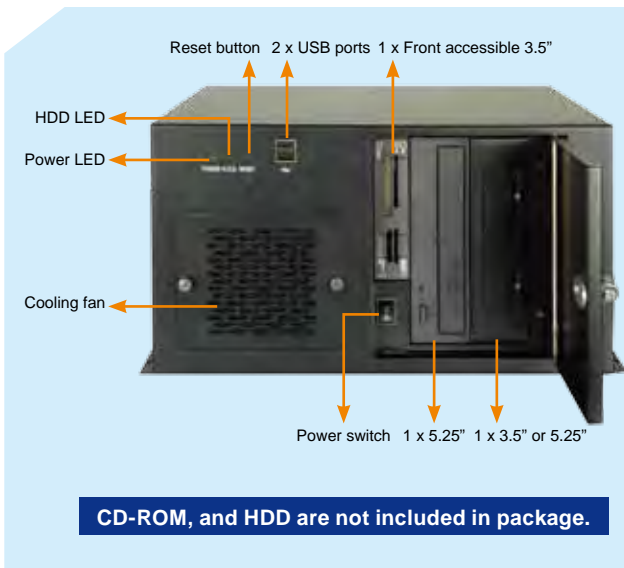 Reset button 2 x USB ports 1 x Front accessible 3.5”
HDD LED
Power LED
Cooling fan
Power switch 1 x 5.25” 1 x 3.5” or 5.25”
CD-ROM, and HDD are not included in package.